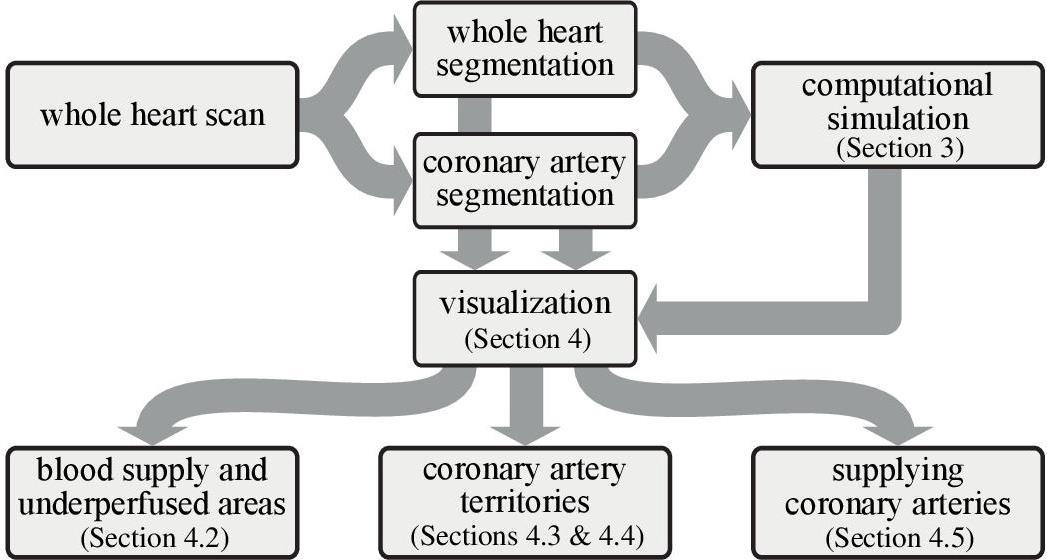 whole heart
segmentation
whole heart scan
computational
simulation
(Section 3)
coronary artery
segmentation
visualization
(Section 4)
blood supply and
underperfused areas
(Section 4.2)
coronary artery
territories
(Sections 4.3 & 4.4)
supplying
coronary arteries
(Section 4.5)